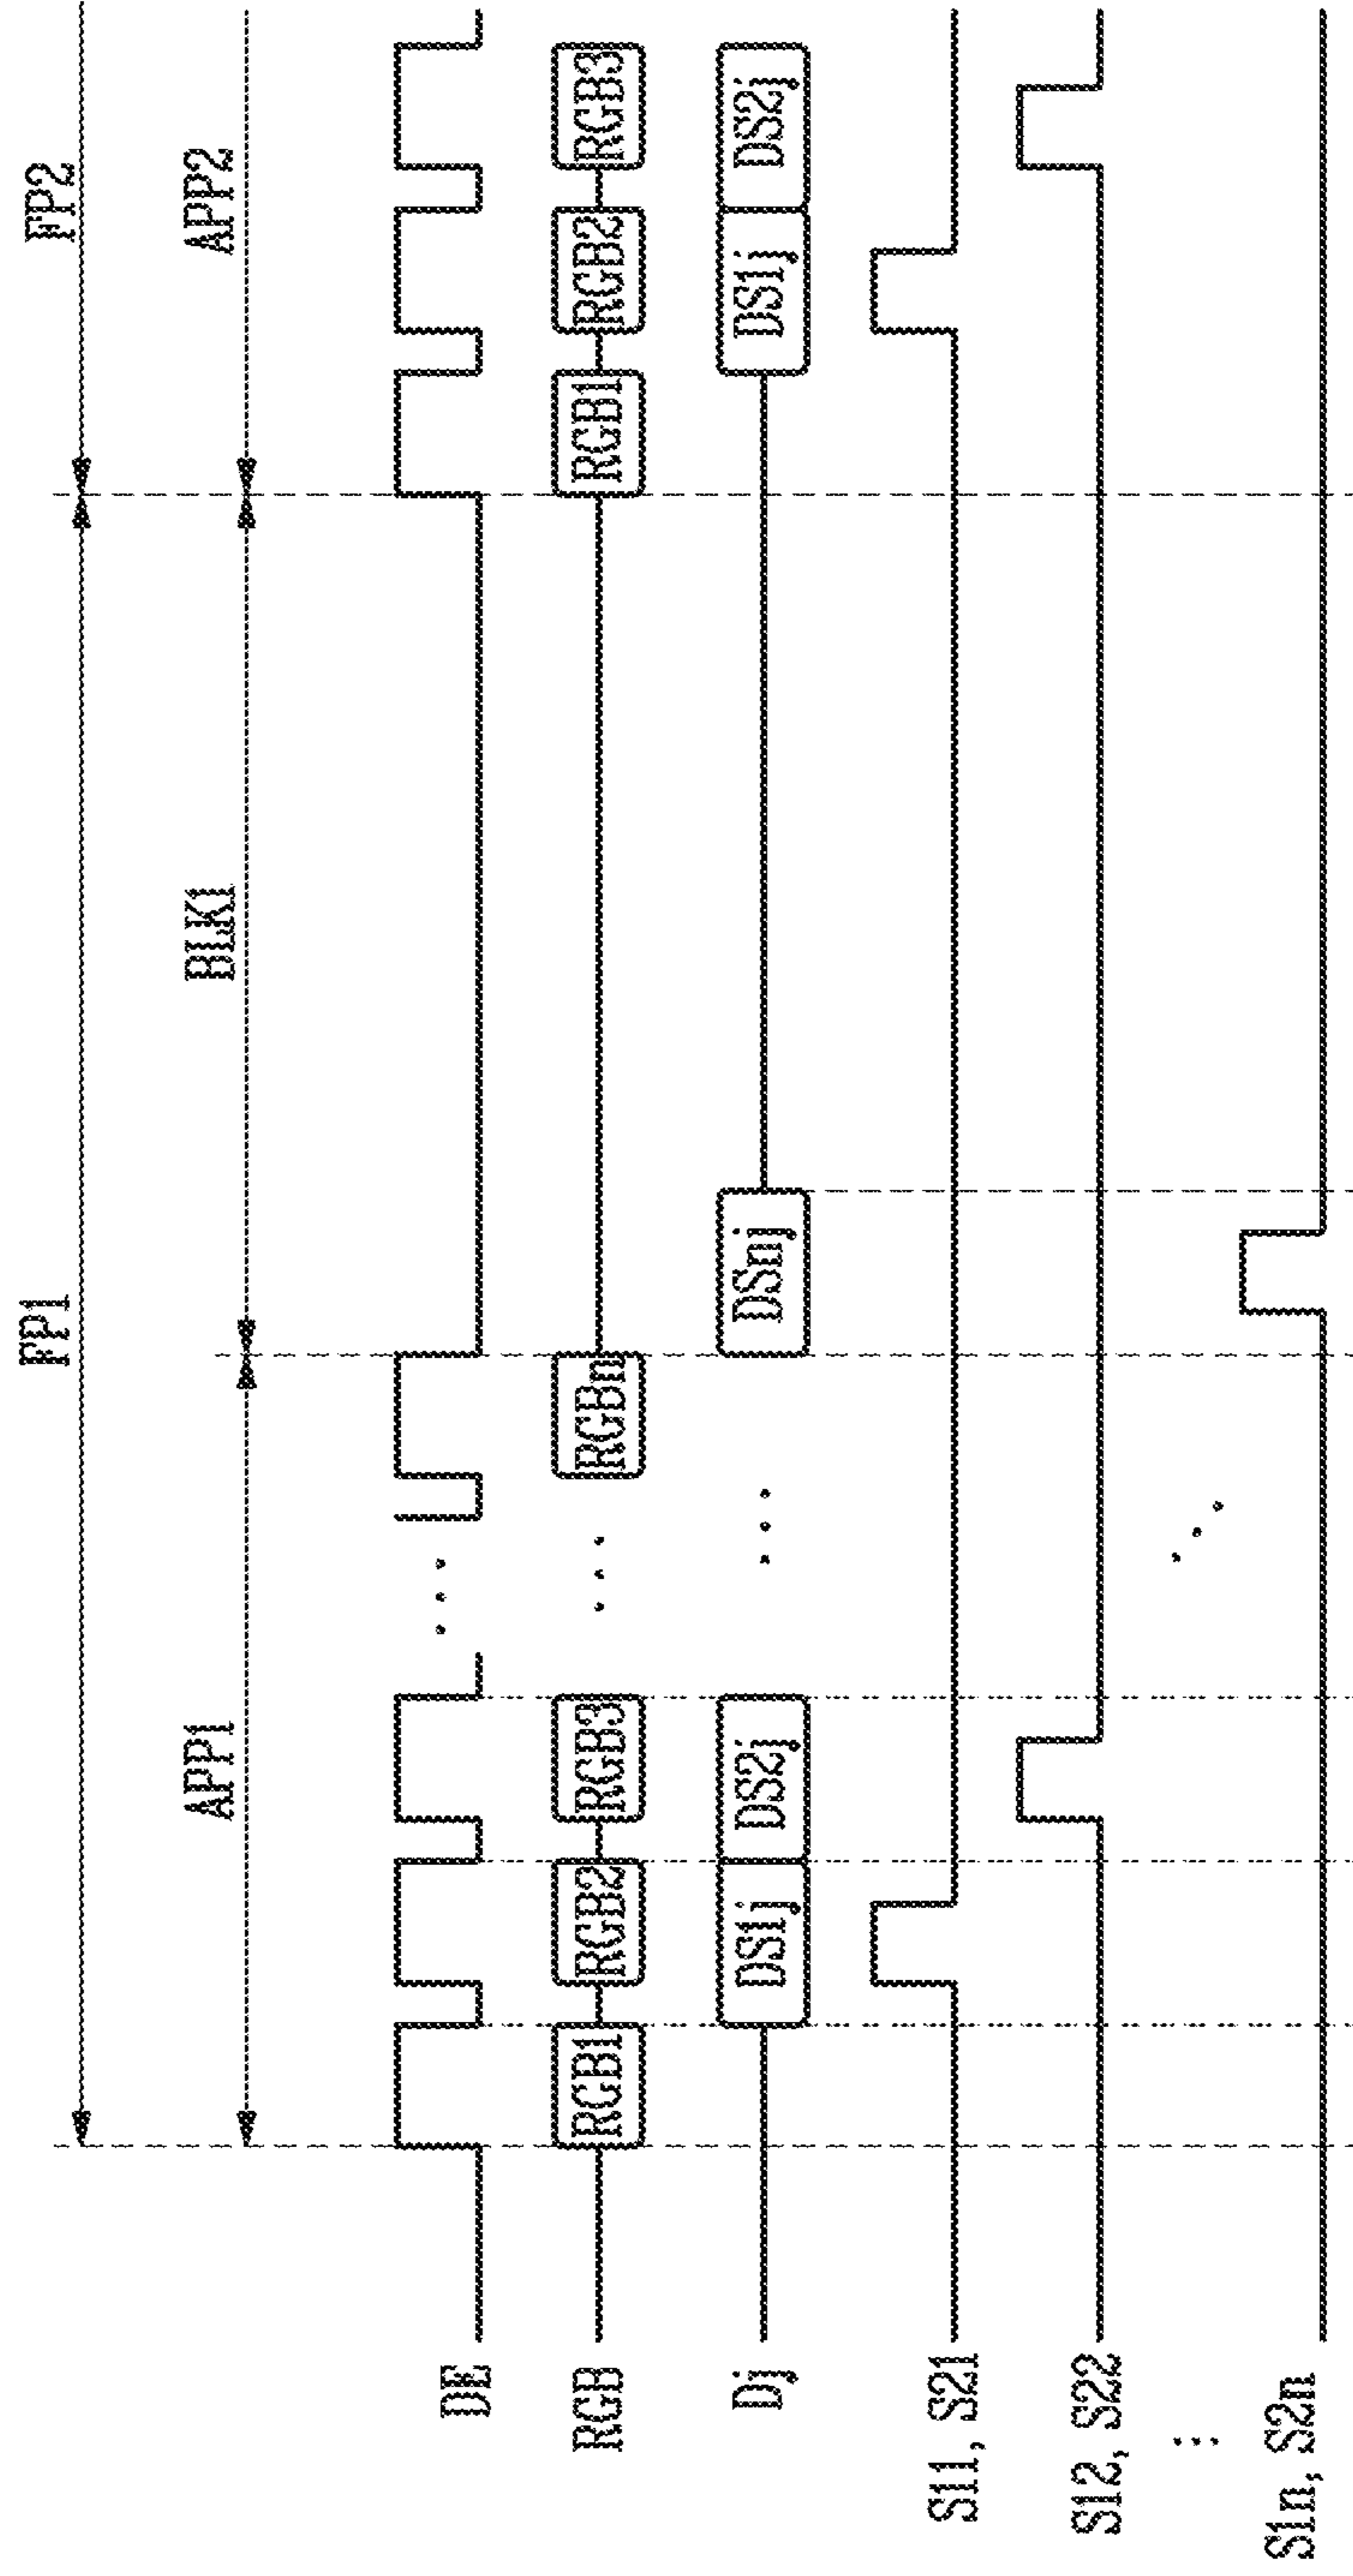 FP1 FP2
APP1 BLK1 APP2
DE
RGB RGB1 RGB2 RGB3 ... RGBn RGB1 RGB2 RGB3
Dj DS1j DS2j ... DSnj DS1j DS2j
S11, S21
S12, S22
⋮
S1n, S2n